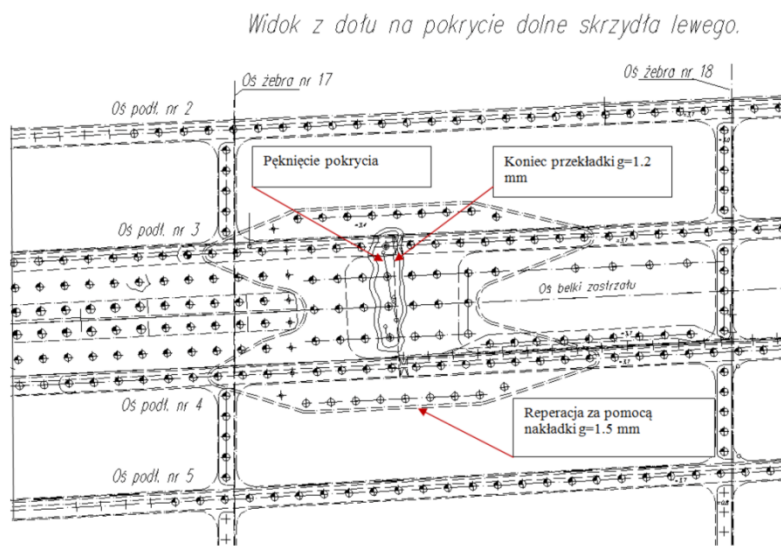 Widok z dołu na pokrycie dolne skrzydła lewego.
Oś żebra nr 17
Oś żebra nr 18
Oś podł. nr 2
Pęknięcie pokrycia
Koniec przekładki g=1.2
mm
Oś podł. nr 3
Oś belki zastrzału
Oś podł. nr 4
Reperacja za pomocą
nakładki g=1.5 mm
Oś podł. nr 5